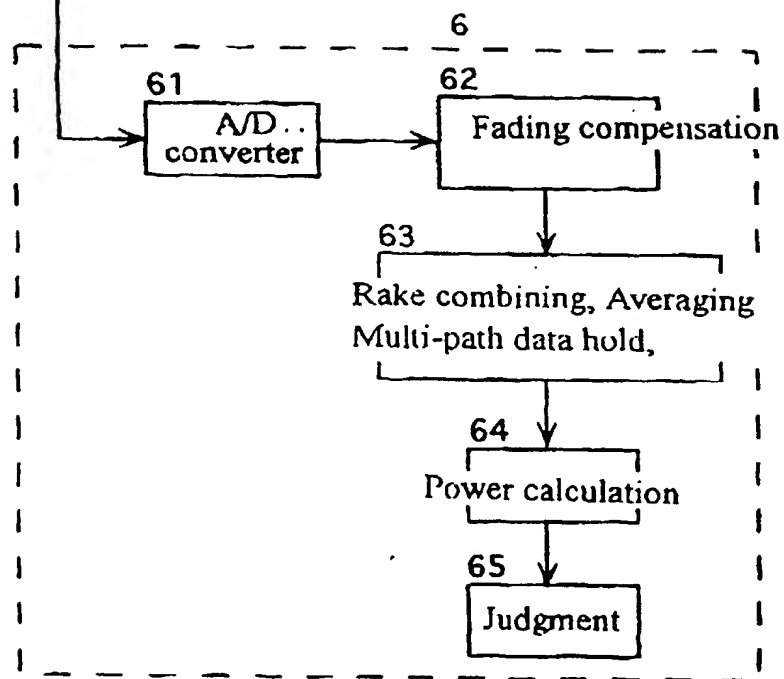 6
61
A/D..
converter
62
Fading compensation
63
Rake combining, Averaging
Multi-path data hold,
64
Power calculation
65
Judgment